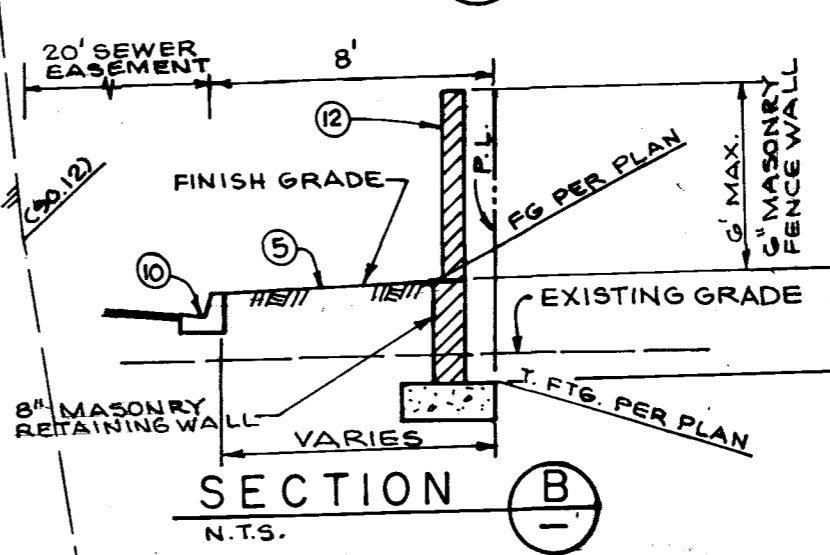 20' SEWER
EASEMENT
8'
12
P.L.
6' MAX.
6" MASONRY
FENCE WALL
(90.12)
FINISH GRADE
FG PER PLAN
5
10
EXISTING GRADE
8" MASONRY
RETAINING WALL
T. FTG. PER PLAN
VARIES
SECTION
B
N.T.S.